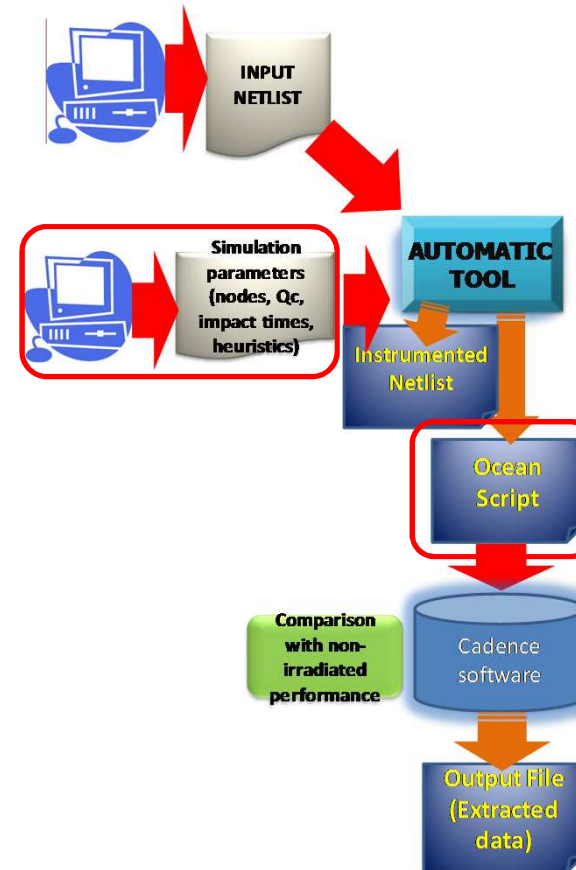 INPUT
NETLIST
Simulation
parameters
(nodes, Qc,
impact times,
heuristics)
AUTOMATIC
TOOL
Instrumented
Netlist
Ocean
Script
Comparison
with non-
irradiated
performance
Cadence
software
Output File
(Extracted
data)